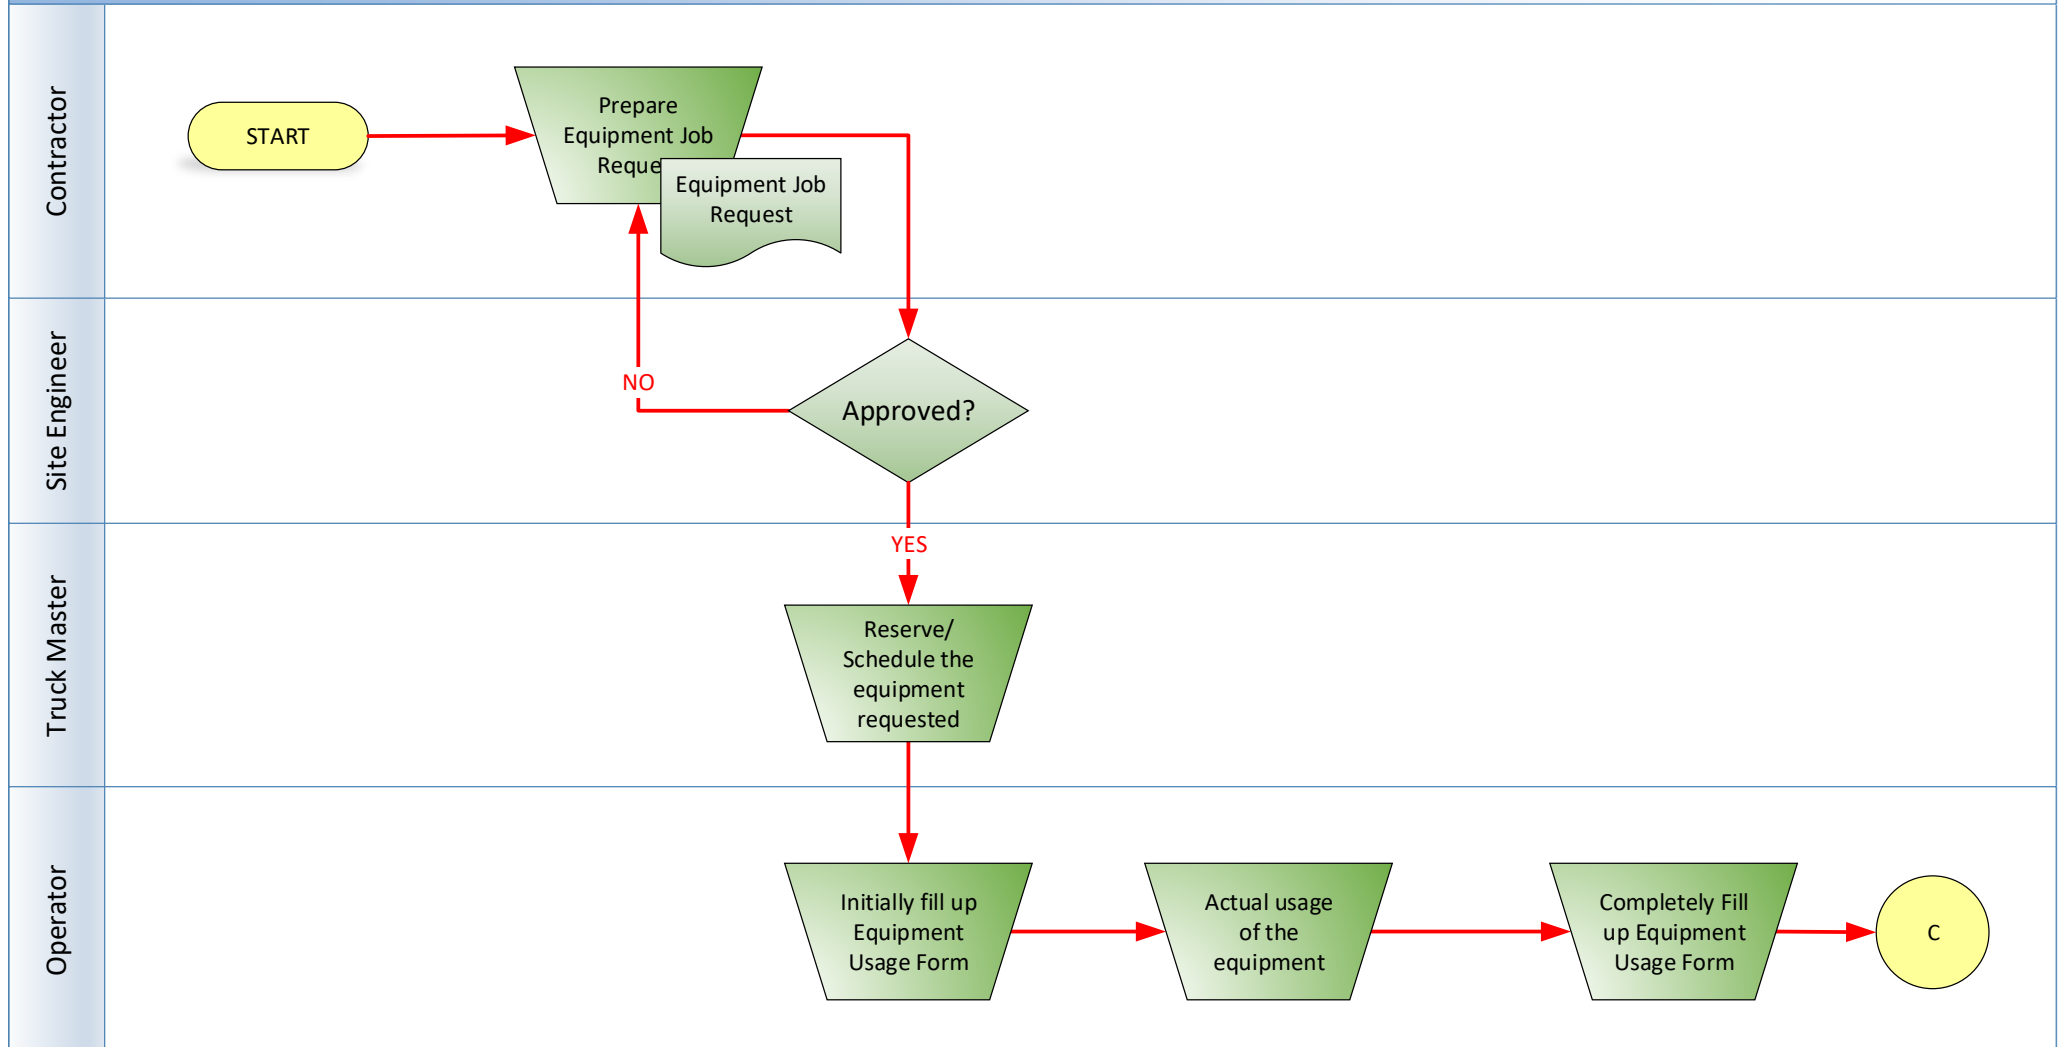 Contractor
START
Prepare
Equipment Job
Reque
Equipment Job
Request
Site Engineer
NO
Approved?
YES
Truck Master
Reserve/
Schedule the
equipment
requested
Operator
Initially fill up
Equipment
Usage Form
Actual usage
of the
equipment
Completely Fill
up Equipment
Usage Form
C